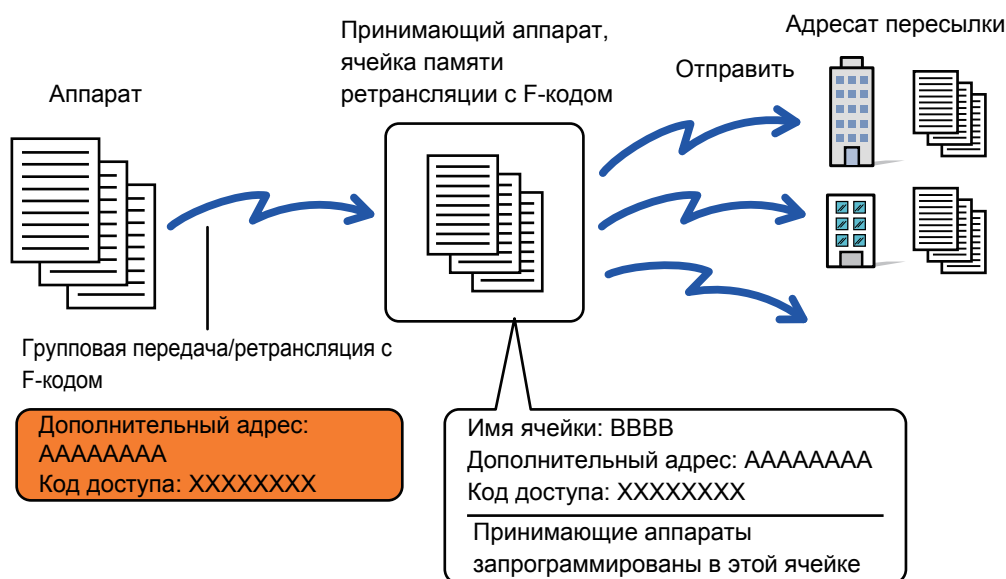 Аппарат
Принимающий аппарат,
ячейка памяти
ретрансляции с F-кодом
Отправить
Адресат пересылки
Групповая передача/ретрансляция с
F-кодом
Дополнительный адрес:
AAAAAAAA
Код доступа: XXXXXXXX
Имя ячейки: BBBB
Дополнительный адрес: AAAAAAAA
Код доступа: XXXXXXXX
Принимающие аппараты
запрограммированы в этой ячейке